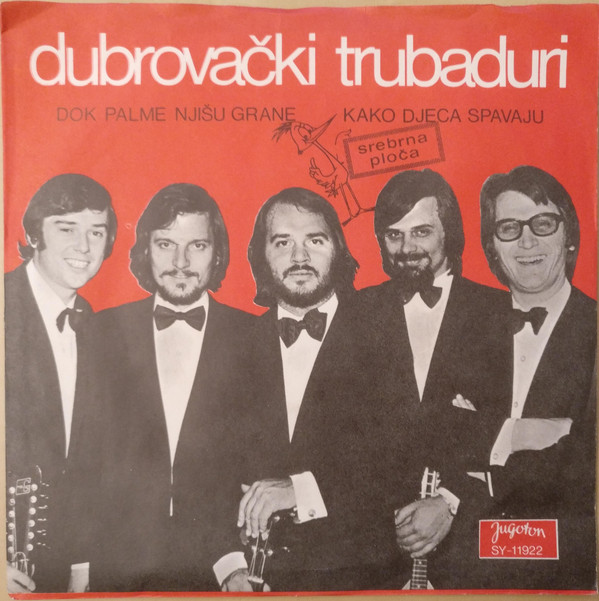 dubrovački trubaduri
DOK PALME NJIŠU GRANE KAKO DJECA SPAVAJU
srebrna
ploča
Jugoton
SY-11922